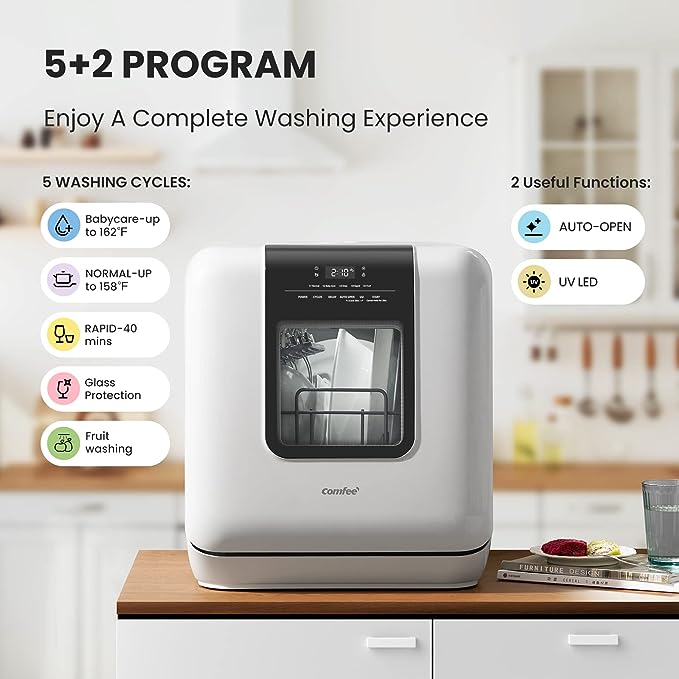 5+2 PROGRAM
Enjoy A Complete Washing Experience
5 WASHING CYCLES:
Babycare-up
to 162℉
NORMAL-UP
to 158℉
RAPID-40
mins
Glass
Protection
Fruit
washing
2 Useful Functions:
AUTO-OPEN
UV
UV LED
2:10
POWER CYCLES DELAY AUTO OPEN UV START
comfee
FURNITURE DESIGN
CEREAL